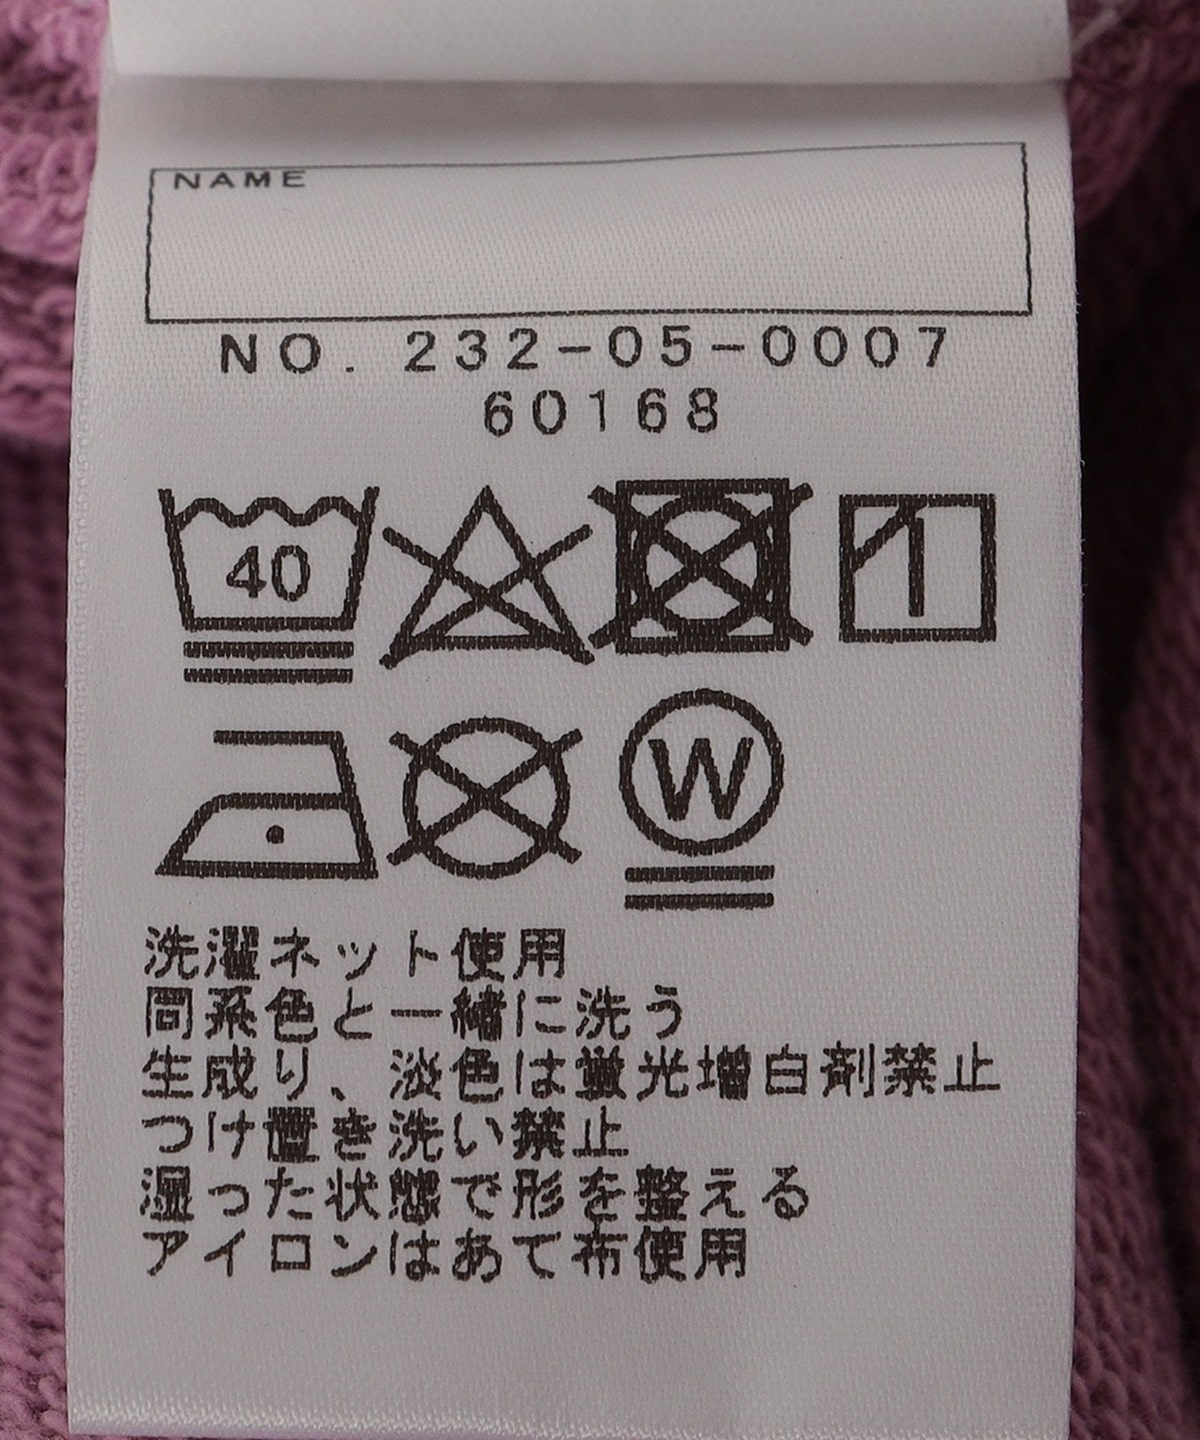 NAME
NO. 232-05-0007
60168
40
W
洗濯ネット使用
同系色と一緒に洗う
生成り、淡色は蛍光増白剤禁止
つけ置き洗い禁止
湿った状態で形を整える
アイロンはあて布使用